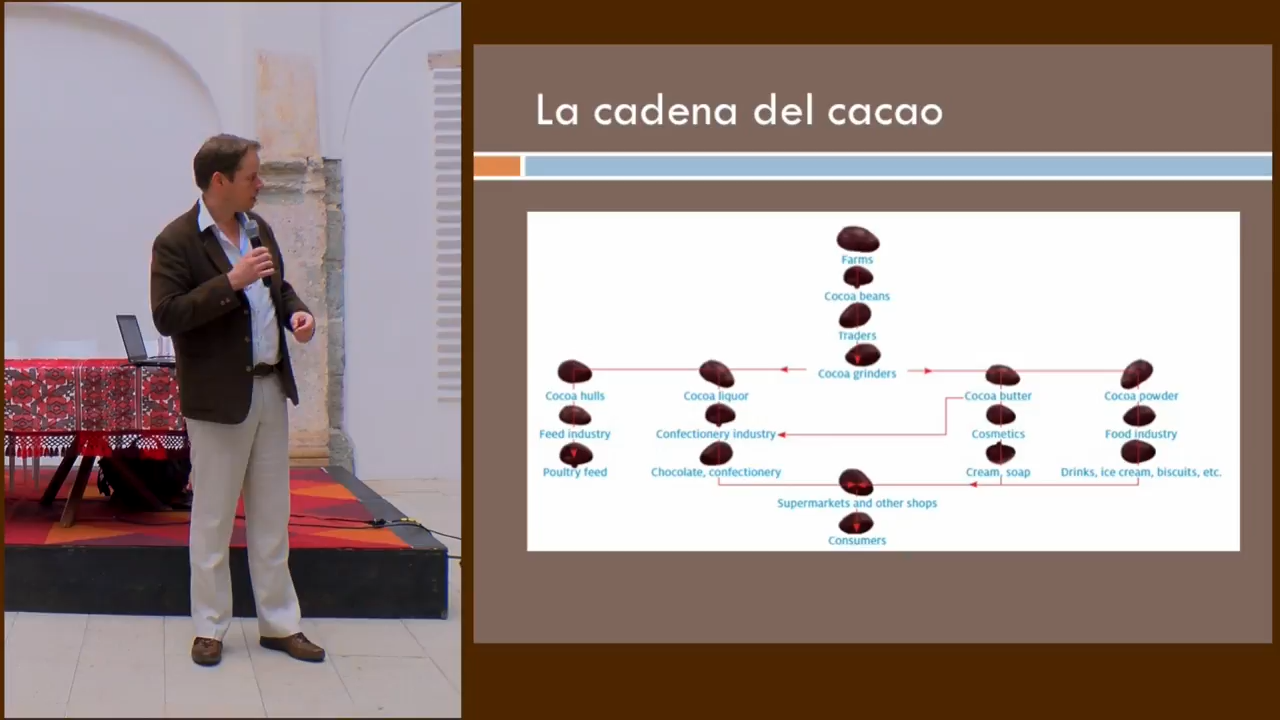 La cadena del cacao
Farms
Cocoa beans
Traders
Cocoa grinders
Cocoa hulls
Cocoa liquor
Cocoa butter
Cocoa powder
Feed industry
Confectionery industry
Cosmetics
Food industry
Poultry feed
Chocolate, confectionery
Cream, soap
Drinks, ice cream, biscuits, etc.
Supermarkets and other shops
Consumers